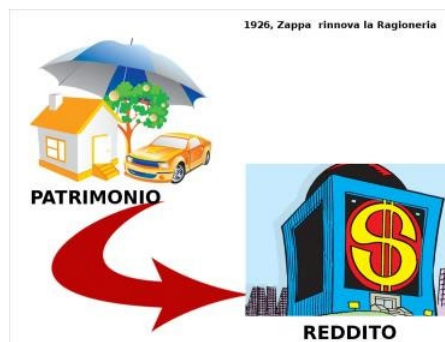 1926, Zappa rinnova la Ragioneria
PATRIMONIO
$
REDDITO